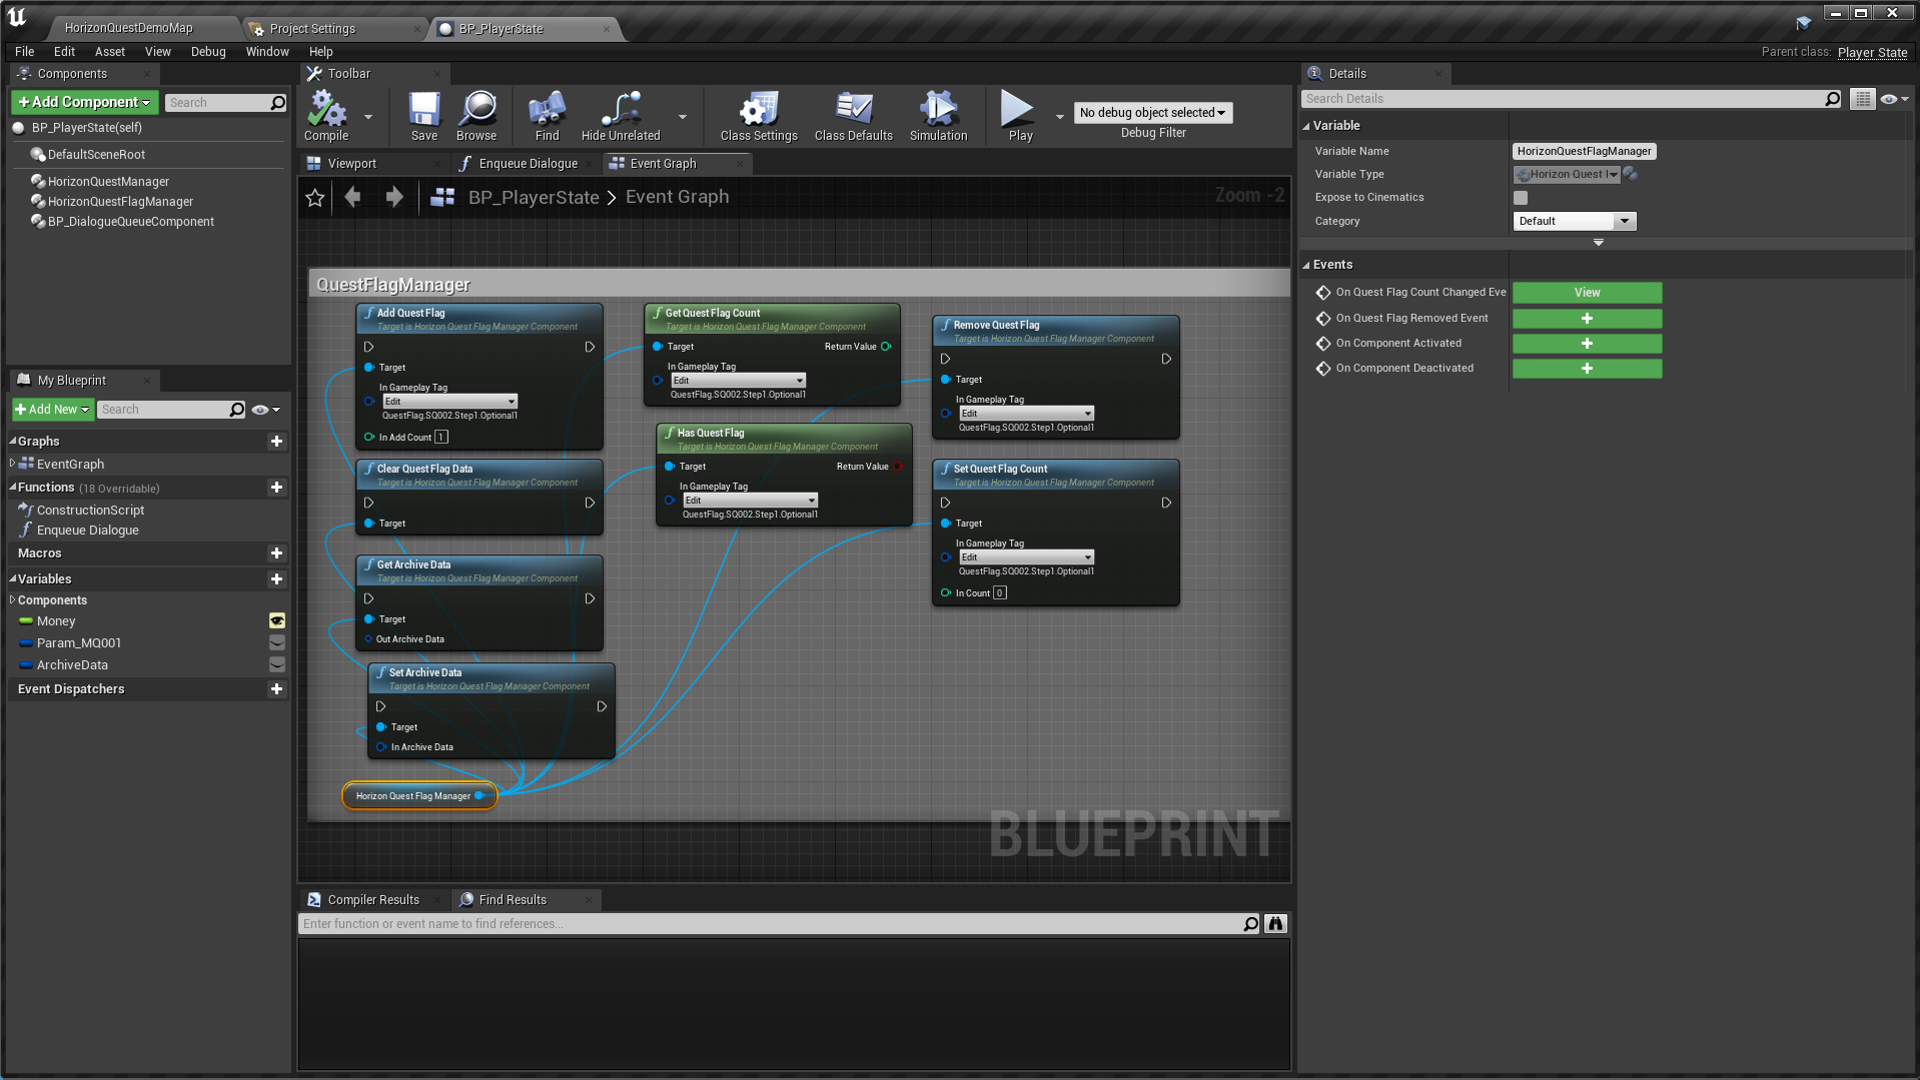 HorizonQuestDemoMap
Project Settings
BP_PlayerState
File Edit Asset View Debug Window Help
Parent class: Player State
Components
+Add Component
Search
BP_PlayerState(self)
DefaultSceneRoot
HorizonQuestManager
HorizonQuestFlagManager
BP_DialogueQueueComponent
My Blueprint
+Add New
Search
Graphs
EventGraph
Functions (18 Overridable)
ConstructionScript
Enqueue Dialogue
Macros
Variables
Components
Money
Param_MQ001
ArchiveData
Event Dispatchers
Toolbar
Compile
Save
Browse
Find
Hide Unrelated
Class Settings
Class Defaults
Simulation
Play
No debug object selected
Debug Filter
Viewport
Enqueue Dialogue
Event Graph
BP_PlayerState > Event Graph
Zoom -2
QuestFlagManager
Add Quest Flag
Target is Horizon Quest Flag Manager Component
Target
In Gameplay Tag
Edit
QuestFlag.SQ002.Step1.Optional1
In Add Count 1
Clear Quest Flag Data
Target is Horizon Quest Flag Manager Component
Target
Get Archive Data
Target is Horizon Quest Flag Manager Component
Target
Out Archive Data
Set Archive Data
Target is Horizon Quest Flag Manager Component
Target
In Archive Data
Horizon Quest Flag Manager
Get Quest Flag Count
Target is Horizon Quest Flag Manager Component
Target Return Value
In Gameplay Tag
Edit
QuestFlag.SQ002.Step1.Optional1
Has Quest Flag
Target is Horizon Quest Flag Manager Component
Target Return Value
In Gameplay Tag
Edit
QuestFlag.SQ002.Step1.Optional1
Remove Quest Flag
Target is Horizon Quest Flag Manager Component
Target
In Gameplay Tag
Edit
QuestFlag.SQ002.Step1.Optional1
Set Quest Flag Count
Target is Horizon Quest Flag Manager Component
Target
In Gameplay Tag
Edit
QuestFlag.SQ002.Step1.Optional1
In Count 0
BLUEPRINT
Compiler Results
Find Results
Enter function or event name to find references...
Details
Search Details
Variable
Variable Name HorizonQuestFlagManager
Variable Type Horizon Quest
Expose to Cinematics
Category Default
Events
On Quest Flag Count Changed Eve View
On Quest Flag Removed Event +
On Component Activated +
On Component Deactivated +